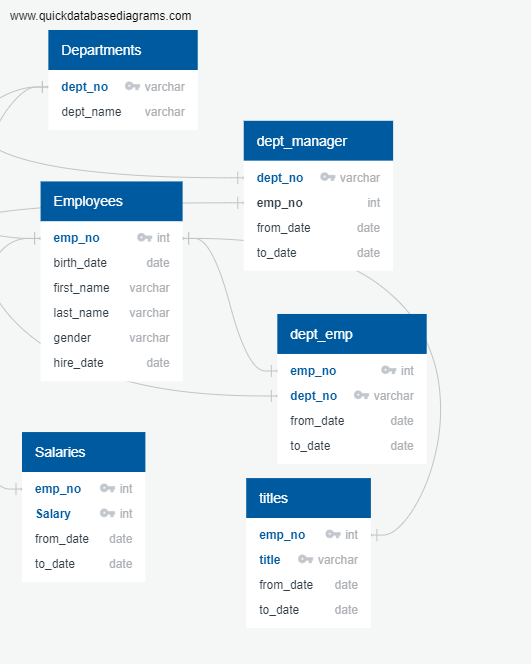 www.quickdatabasediagrams.com
Departments
dept_no varchar
dept_name varchar
dept_manager
dept_no varchar
emp_no int
from_date date
to_date date
Employees
emp_no int
birth_date date
first_name varchar
last_name varchar
gender varchar
hire_date date
dept_emp
emp_no int
dept_no varchar
from_date date
to_date date
Salaries
emp_no int
Salary int
from_date date
to_date date
titles
emp_no int
title varchar
from_date date
to_date date